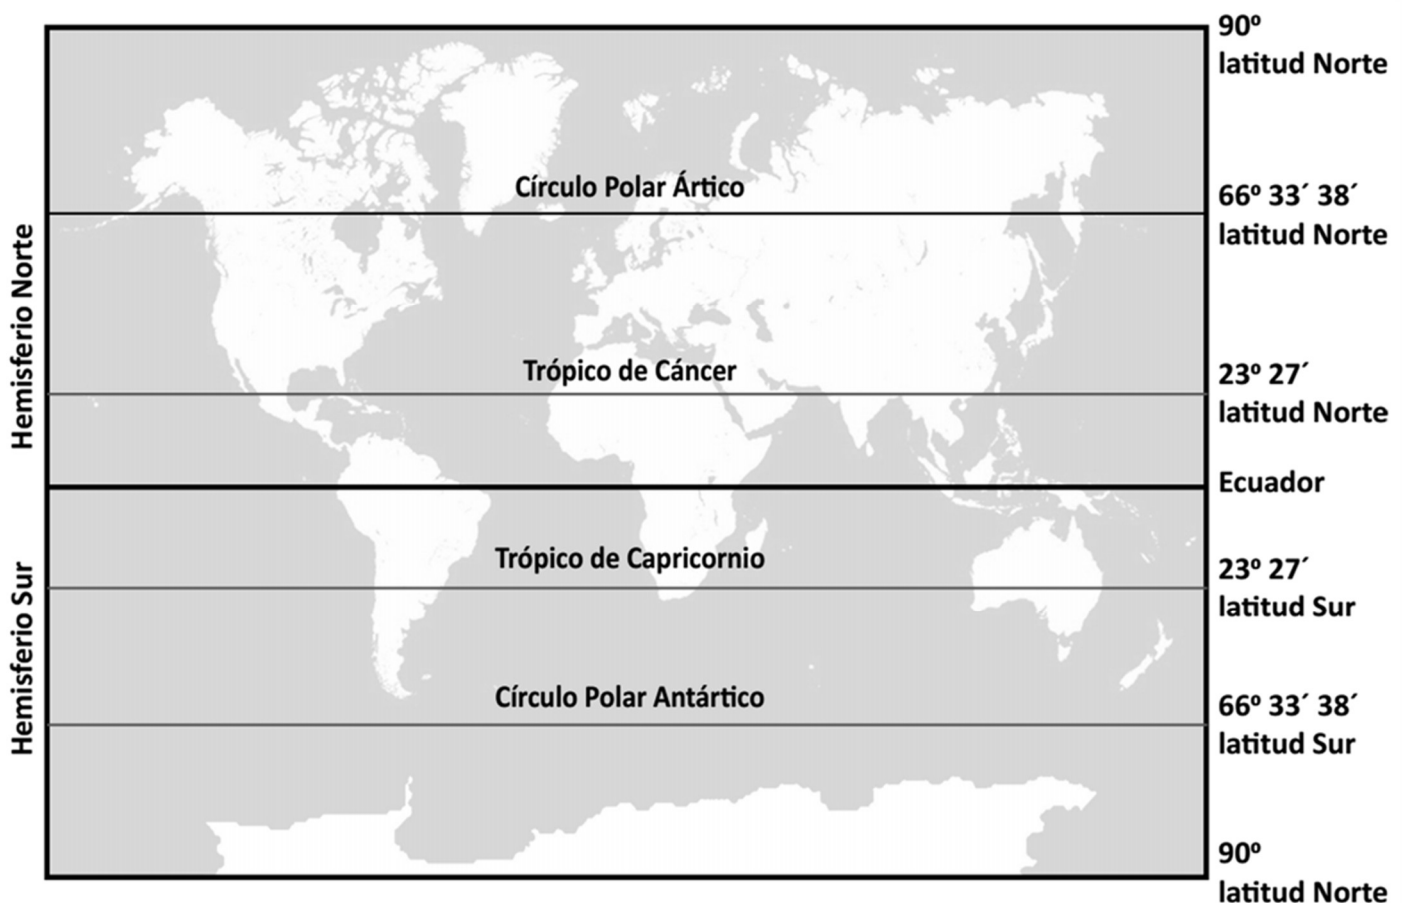 90º
latitud Norte
Círculo Polar Ártico
66º 33´ 38´
latitud Norte
Hemisferio Norte
Trópico de Cáncer
23º 27´
latitud Norte
Ecuador
Trópico de Capricornio
23º 27´
latitud Sur
Hemisferio Sur
Círculo Polar Antártico
66º 33´ 38´
latitud Sur
90º
latitud Norte